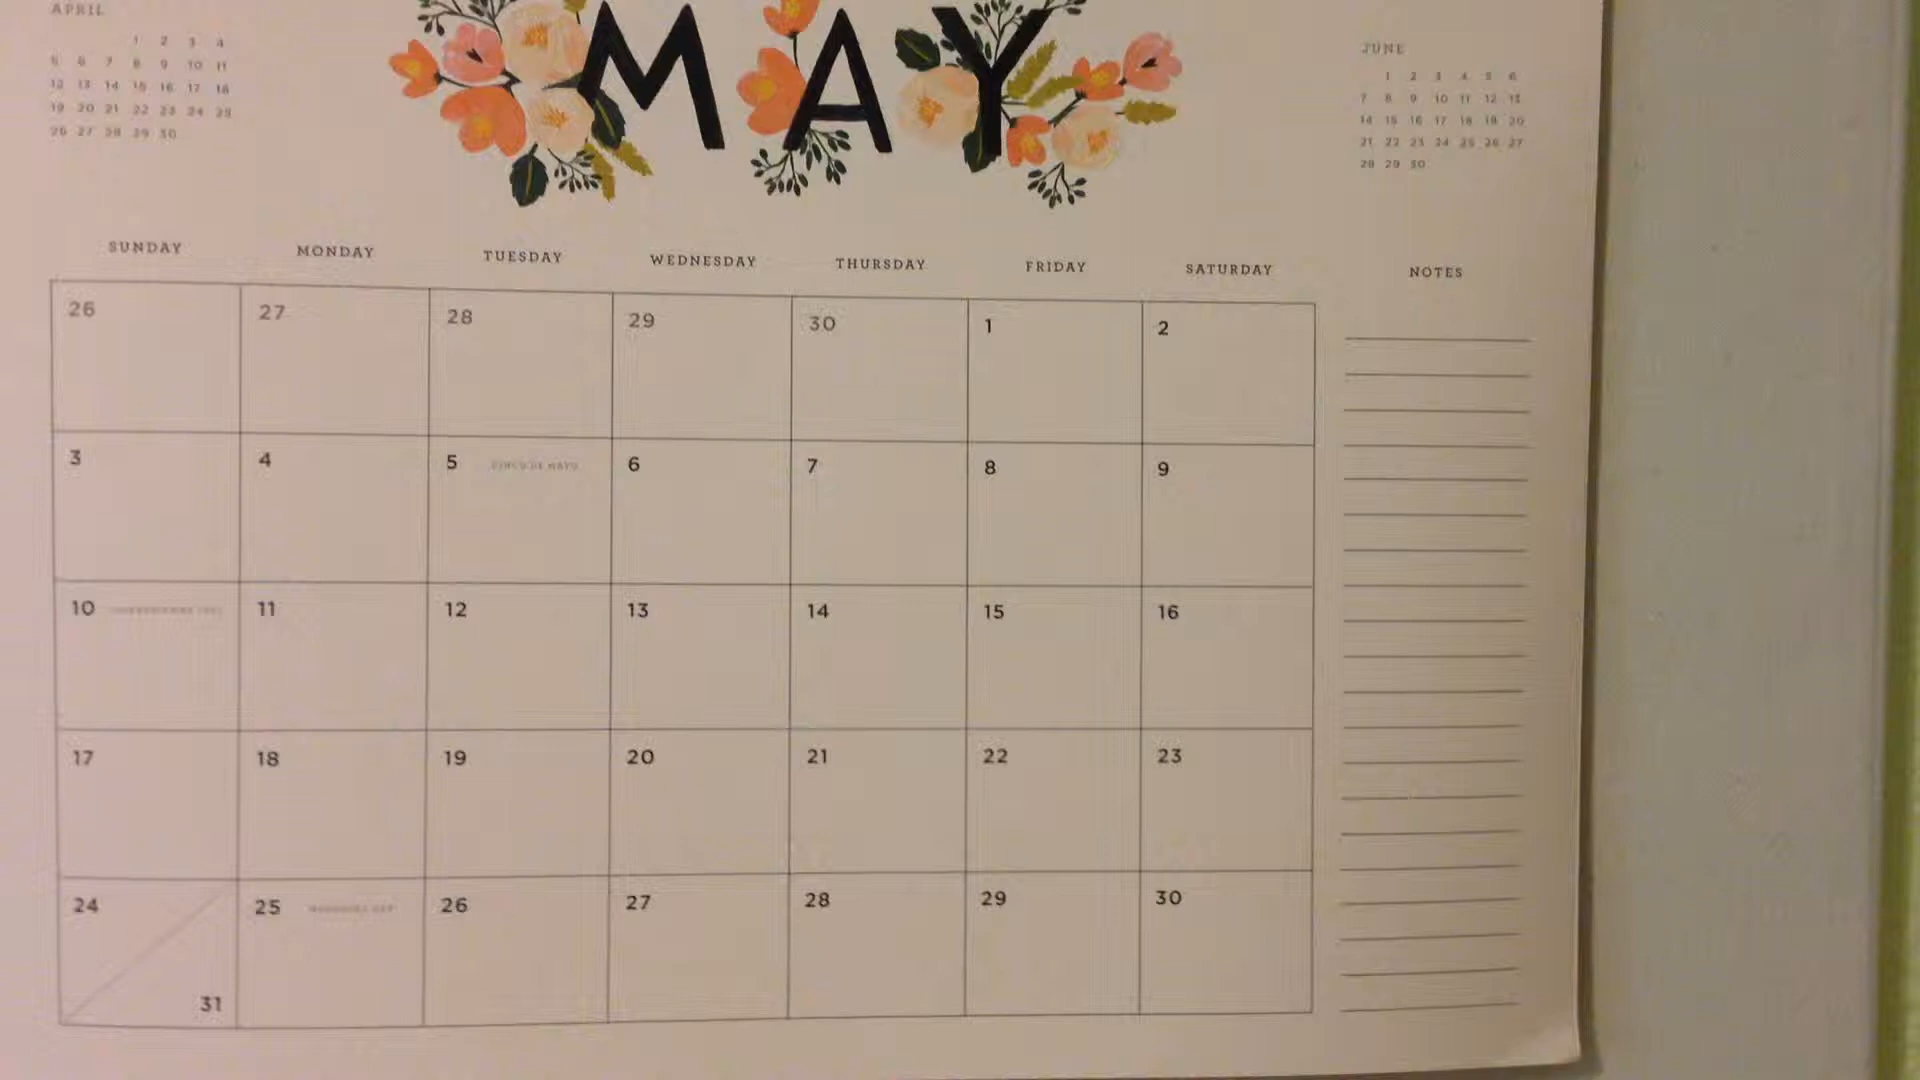 APRIL
1 2 3 4
5 6 7 8 9 10 11
12 13 14 15 16 17 18
19 20 21 22 23 24 25
26 27 28 29 30
MAY
JUNE
1 2 3 4 5 6
7 8 9 10 11 12 13
14 15 16 17 18 19 20
21 22 23 24 25 26 27
28 29 30
SUNDAY MONDAY TUESDAY WEDNESDAY THURSDAY FRIDAY SATURDAY NOTES
26 27 28 29 30 1 2
3 4 5 CINCO DE MAYO 6 7 8 9
10 11 12 13 14 15 16
17 18 19 20 21 22 23
24 25 MEMORIAL DAY 26 27 28 29 30
31